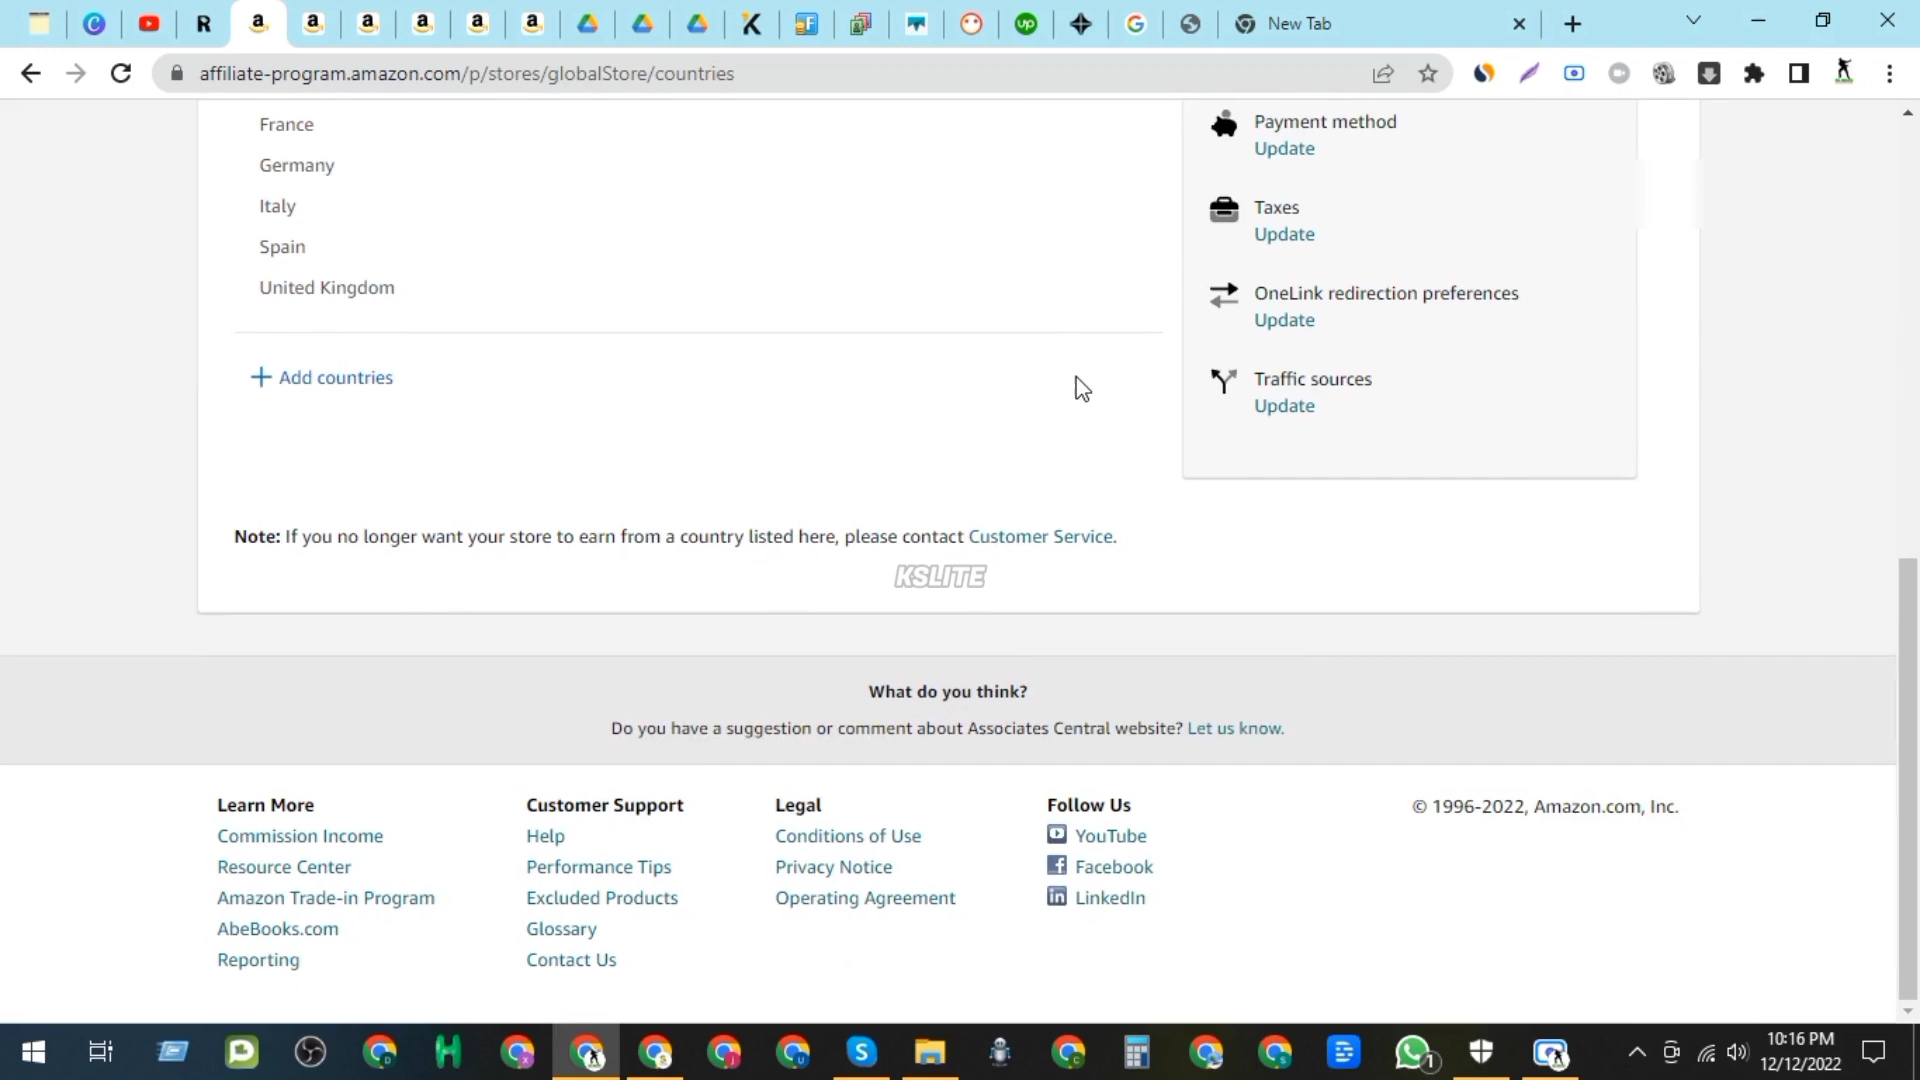 New Tab
affiliate-program.amazon.com/p/stores/globalStore/countries
France
Germany
Italy
Spain
United Kingdom
Add countries
Payment method
Update
Taxes
Update
OneLink redirection preferences
Update
Traffic sources
Update
Note: If you no longer want your store to earn from a country listed here, please contact Customer Service.
KSLITE
What do you think?
Do you have a suggestion or comment about Associates Central website? Let us know.
Learn More
Commission Income
Resource Center
Amazon Trade-in Program
AbeBooks.com
Reporting
Customer Support
Help
Performance Tips
Excluded Products
Glossary
Contact Us
Legal
Conditions of Use
Privacy Notice
Operating Agreement
Follow Us
YouTube
Facebook
LinkedIn
© 1996-2022, Amazon.com, Inc.
10:16 PM
12/12/2022